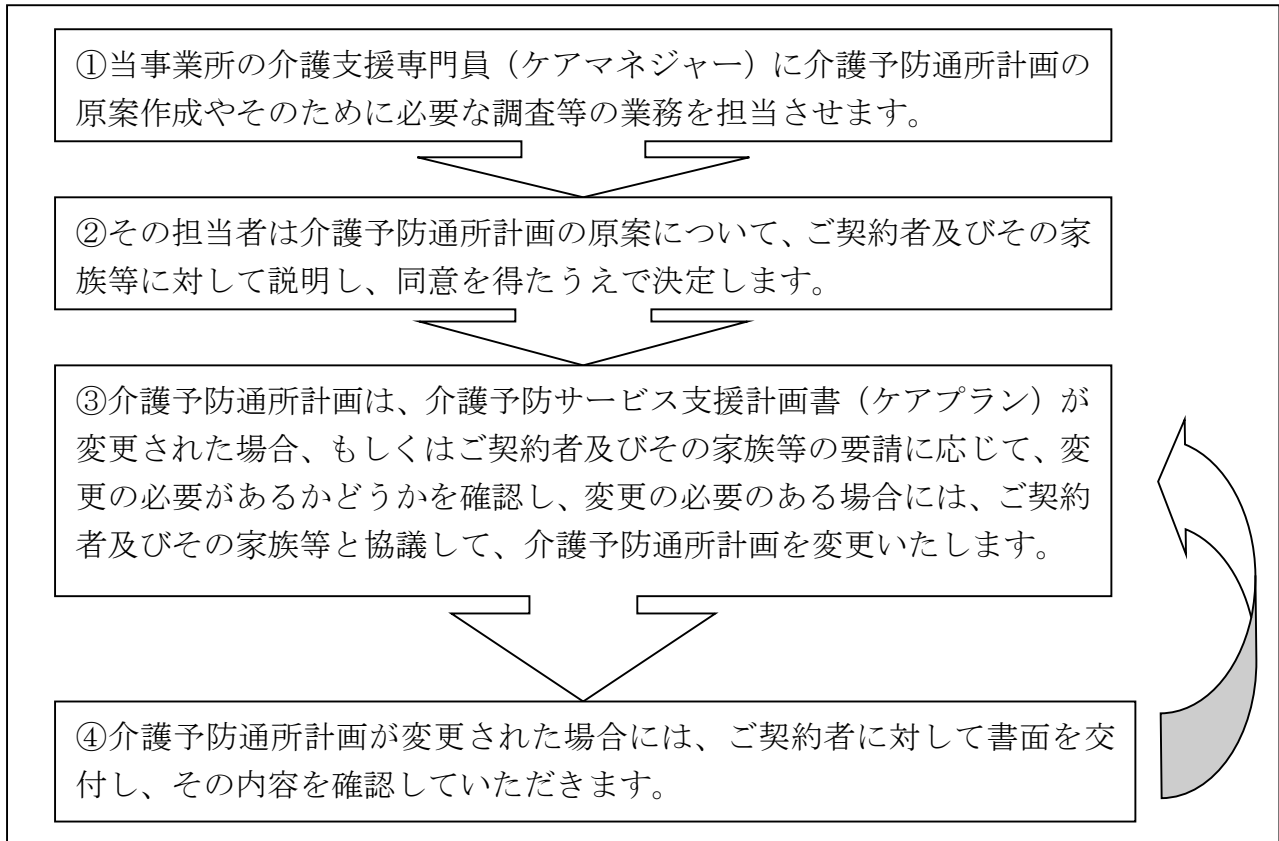 ①当事業所の介護支援専門員（ケアマネジャー）に介護予防通所計画の
原案作成やそのために必要な調査等の業務を担当させます。
②その担当者は介護予防通所計画の原案について、ご契約者及びその家
族等に対して説明し、同意を得たうえで決定します。
③介護予防通所計画は、介護予防サービス支援計画書（ケアプラン）が
変更された場合、もしくはご契約者及びその家族等の要請に応じて、変
更の必要があるかどうかを確認し、変更の必要のある場合には、ご契約
者及びその家族等と協議して、介護予防通所計画を変更いたします。
④介護予防通所計画が変更された場合には、ご契約者に対して書面を交
付し、その内容を確認していただきます。